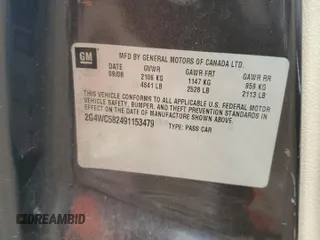 GM
MFD BY GENERAL MOTORS OF CANADA LTD.
DATE GVWR GAWR FRT GAWR RR
09/08 2106 KG 1147 KG 959 KG
4641 LB 2528 LB 2113 LB
THIS VEHICLE CONFORMS TO ALL APPLICABLE U.S. FEDERAL MOTOR
VEHICLE SAFETY, BUMPER, AND THEFT PREVENTION STANDARDS IN
EFFECT ON THE DATE OF MANUFACTURE SHOWN ABOVE.
2G4WC582491153479 TYPE: PASS CAR
DREAMBID